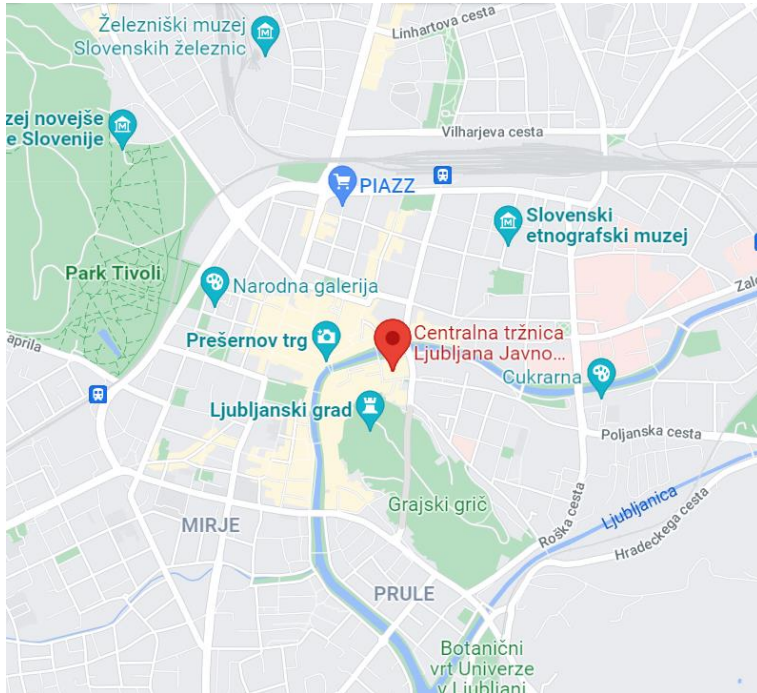 Železniški muzej
Slovenskih železnic
Linhartova cesta
zej novejše
e Slovenije
Vilharjeva cesta
PIAZZ
Slovenski
etnografski muzej
Park Tivoli
Narodna galerija
Zalo
Prešernov trg
Centralna tržnica
Ljubljana Javno...
aprila
Cukrarna
Ljubljanski grad
Poljanska cesta
Grajski grič
Ljubljanica
MIRJE
Roška cesta
Hradeckega cesta
PRULE
Botanični
vrt Univerze
v Ljubljani